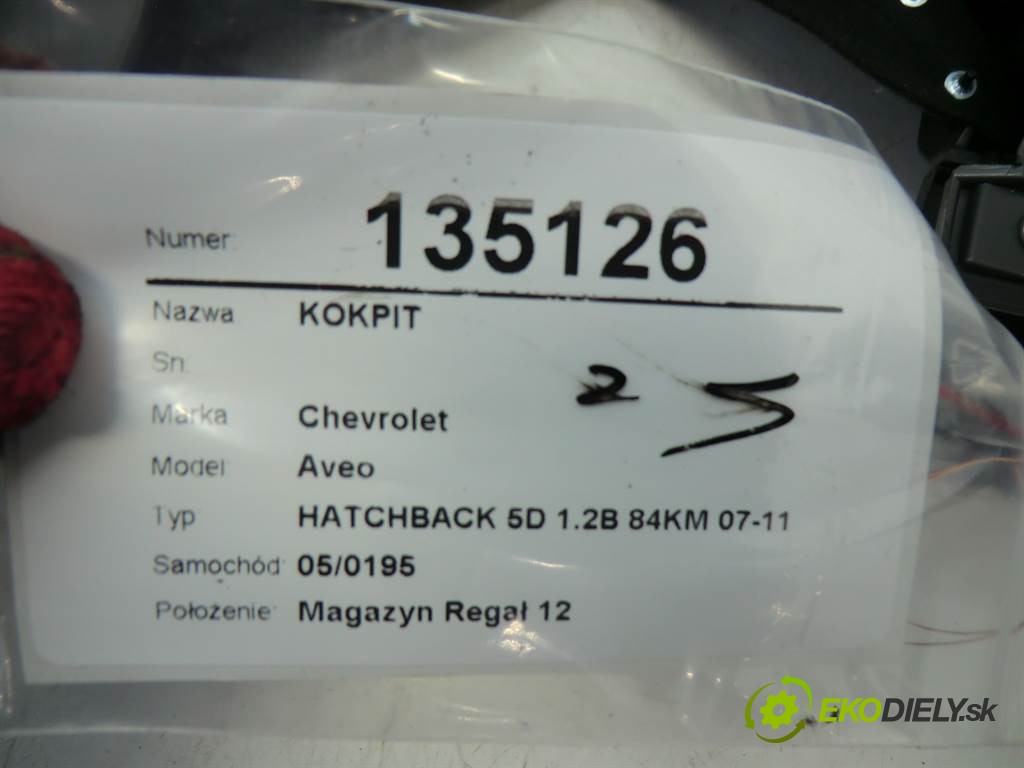 Numer: 135126
Nazwa KOKPIT
Sn:
2 5
Marka Chevrolet
Model Aveo
Typ HATCHBACK 5D 1.2B 84KM 07-11
Samochód: 05/0195
Położenie: Magazyn Regał 12
EKODIELY.sk